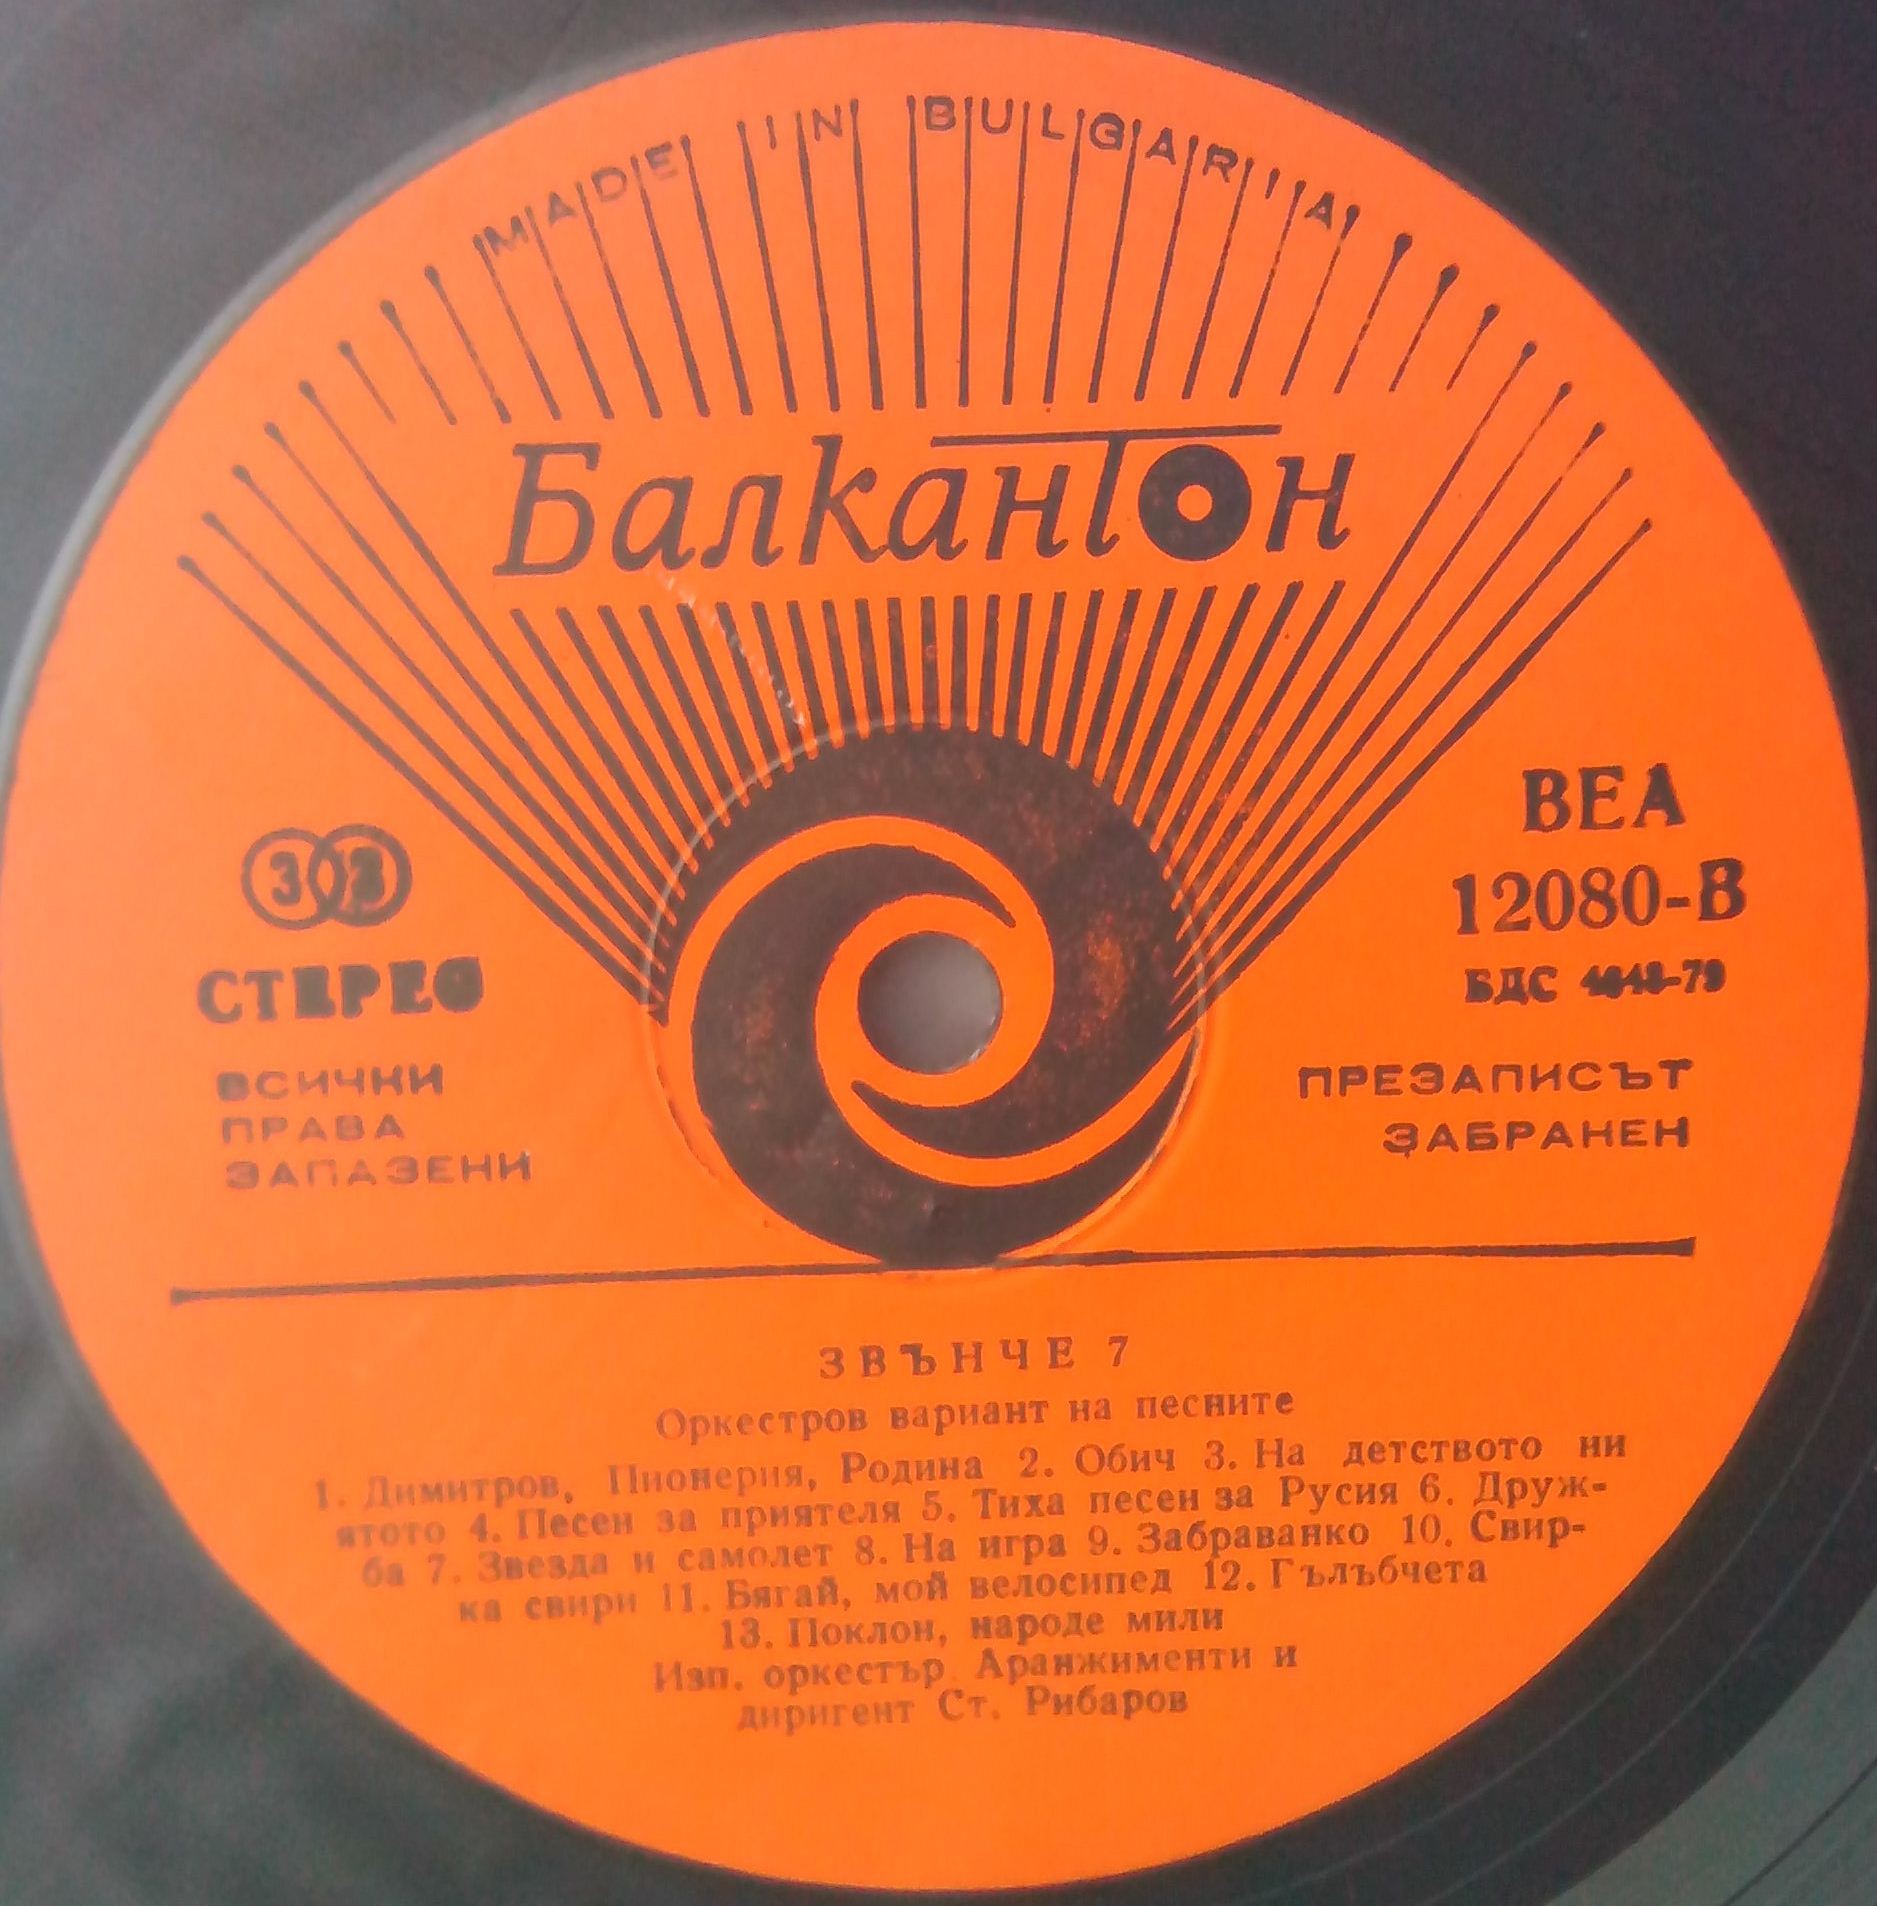 MADE IN BULGARIA
Балкантон
ВЕА
12080-В
33
СТЕРЕО
БДС
ВСИЧКИ
ПРАВА
ЗАПАЗЕНИ
ПРЕЗАПИСЪТ
ЗАБРАНЕН
ЗВЪНЧЕ 7
Оркестров вариант на песните
1. Димитров, Пионерия, Родина 2. Обич 3. На детството ни
ятото 4. Песен за приятеля 5. Тиха песен за Русия 6. Друж-
ба 7. Звезда и самолет 8. На игра 9. Забраванко 10. Свир-
ка свири 11. Бягай, мой велосипед 12. Гълъбчета
13. Поклон, народе мили
Изп. оркестър. Аранжименти и
диригент Ст. Рибаров